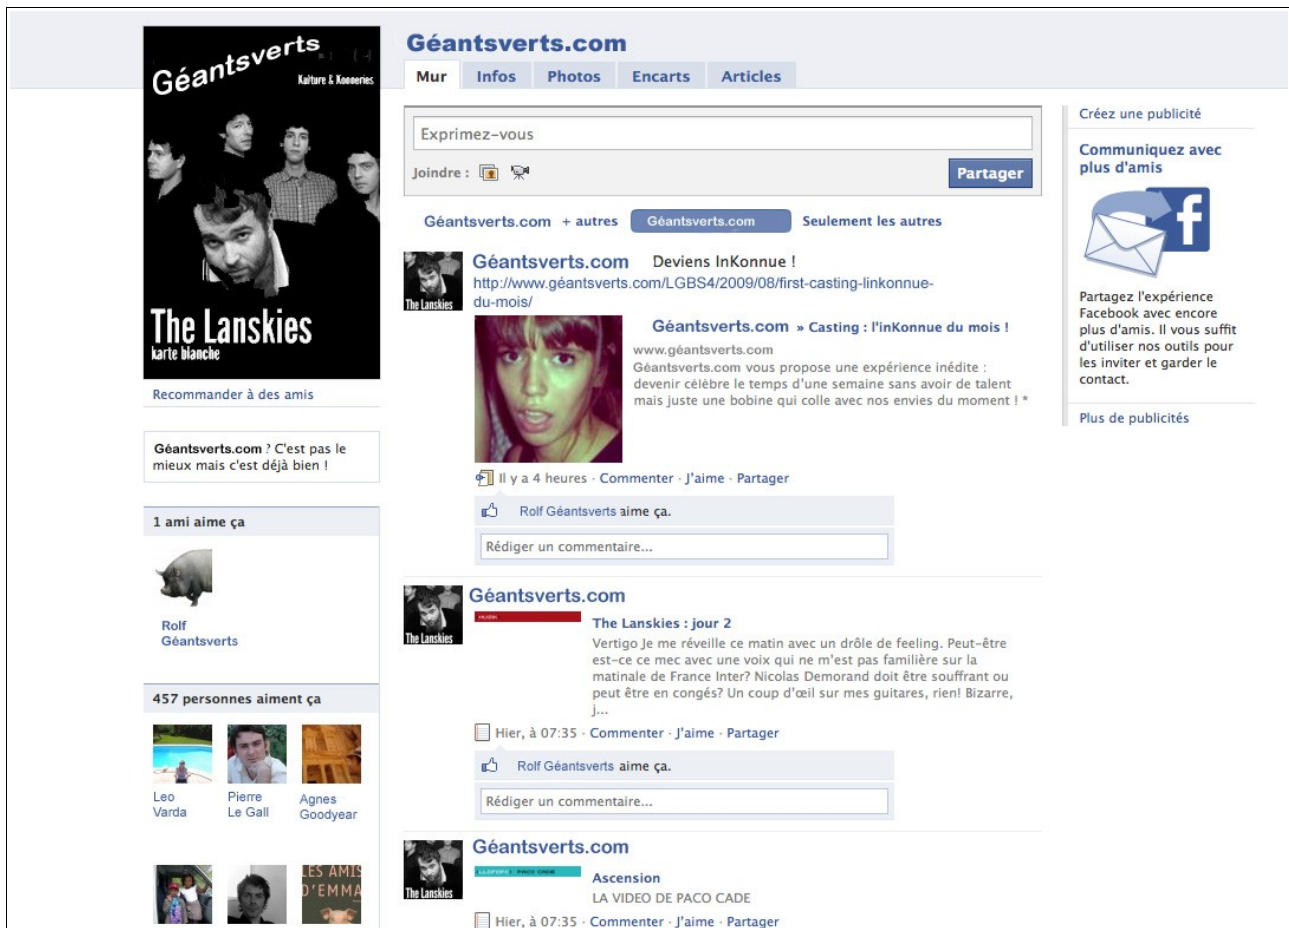 Géantsverts
Kulture & Konneries
The Lanskies
karte blanche
Recommander à des amis
Géantsverts.com ? C'est pas le
mieux mais c'est déjà bien !
1 ami aime ça
Rolf
Géantsverts
457 personnes aiment ça
Leo
Varda
Pierre
Le Gall
Agnes
Goodyear
LES AMIS
D'EMMA
Géantsverts.com
Mur
Infos
Photos
Encarts
Articles
Exprimez-vous
Joindre :
Partager
Géantsverts.com + autres
Géantsverts.com
Seulement les autres
The Lanskies
Géantsverts.com Deviens InKonnue !
http://www.géantsverts.com/LGBS4/2009/08/first-casting-linkonnue-
du-mois/
Géantsverts.com » Casting : l'inKonnue du mois !
www.géantsverts.com
Géantsverts.com vous propose une expérience inédite :
devenir célèbre le temps d'une semaine sans avoir de talent
mais juste une bobine qui colle avec nos envies du moment ! *
Il y a 4 heures · Commenter · J'aime · Partager
Rolf Géantsverts aime ça.
Rédiger un commentaire...
The Lanskies
Géantsverts.com
The Lanskies : jour 2
Vertigo Je me réveille ce matin avec un drôle de feeling. Peut-être
est-ce ce mec avec une voix qui ne m'est pas familière sur la
matinale de France Inter? Nicolas Demorand doit être souffrant ou
peut être en congés? Un coup d'œil sur mes guitares, rien! Bizarre,
j...
Hier, à 07:35 · Commenter · J'aime · Partager
Rolf Géantsverts aime ça.
Rédiger un commentaire...
The Lanskies
Géantsverts.com
PACO CADE
Ascension
LA VIDEO DE PACO CADE
Hier, à 07:35 · Commenter · J'aime · Partager
Créez une publicité
Communiquez avec
plus d'amis
f
Partagez l'expérience
Facebook avec encore
plus d'amis. Il vous suffit
d'utiliser nos outils pour
les inviter et garder le
contact.
Plus de publicités